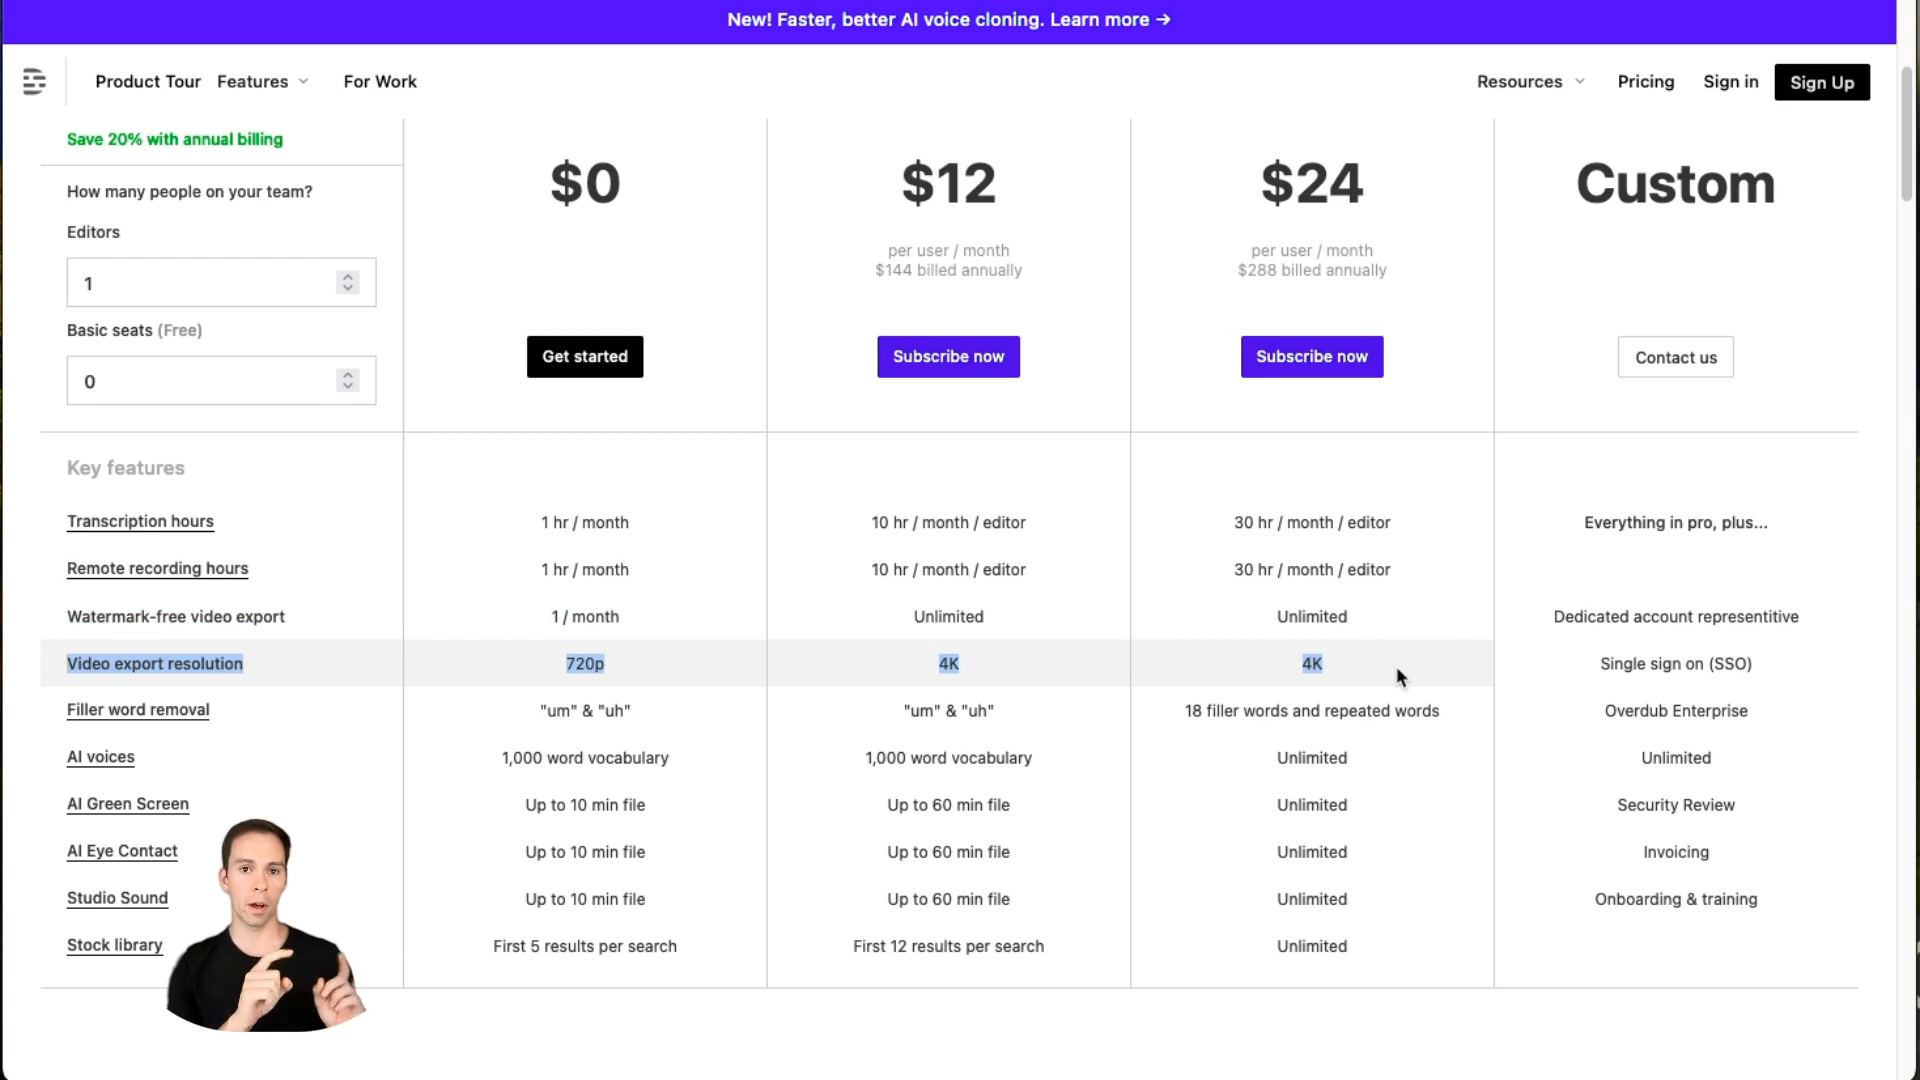 New! Faster, better AI voice cloning. Learn more →
Product Tour Features For Work Resources Pricing Sign in Sign Up
Save 20% with annual billing
How many people on your team?
Editors
1
Basic seats (Free)
0
$0
Get started
$12
per user / month
$144 billed annually
Subscribe now
$24
per user / month
$288 billed annually
Subscribe now
Custom
Contact us
Key features
Transcription hours 1 hr / month 10 hr / month / editor 30 hr / month / editor Everything in pro, plus...
Remote recording hours 1 hr / month 10 hr / month / editor 30 hr / month / editor
Watermark-free video export 1 / month Unlimited Unlimited Dedicated account representitive
Video export resolution 720p 4K 4K Single sign on (SSO)
Filler word removal "um" & "uh" "um" & "uh" 18 filler words and repeated words Overdub Enterprise
AI voices 1,000 word vocabulary 1,000 word vocabulary Unlimited Unlimited
AI Green Screen Up to 10 min file Up to 60 min file Unlimited Security Review
AI Eye Contact Up to 10 min file Up to 60 min file Unlimited Invoicing
Studio Sound Up to 10 min file Up to 60 min file Unlimited Onboarding & training
Stock library First 5 results per search First 12 results per search Unlimited